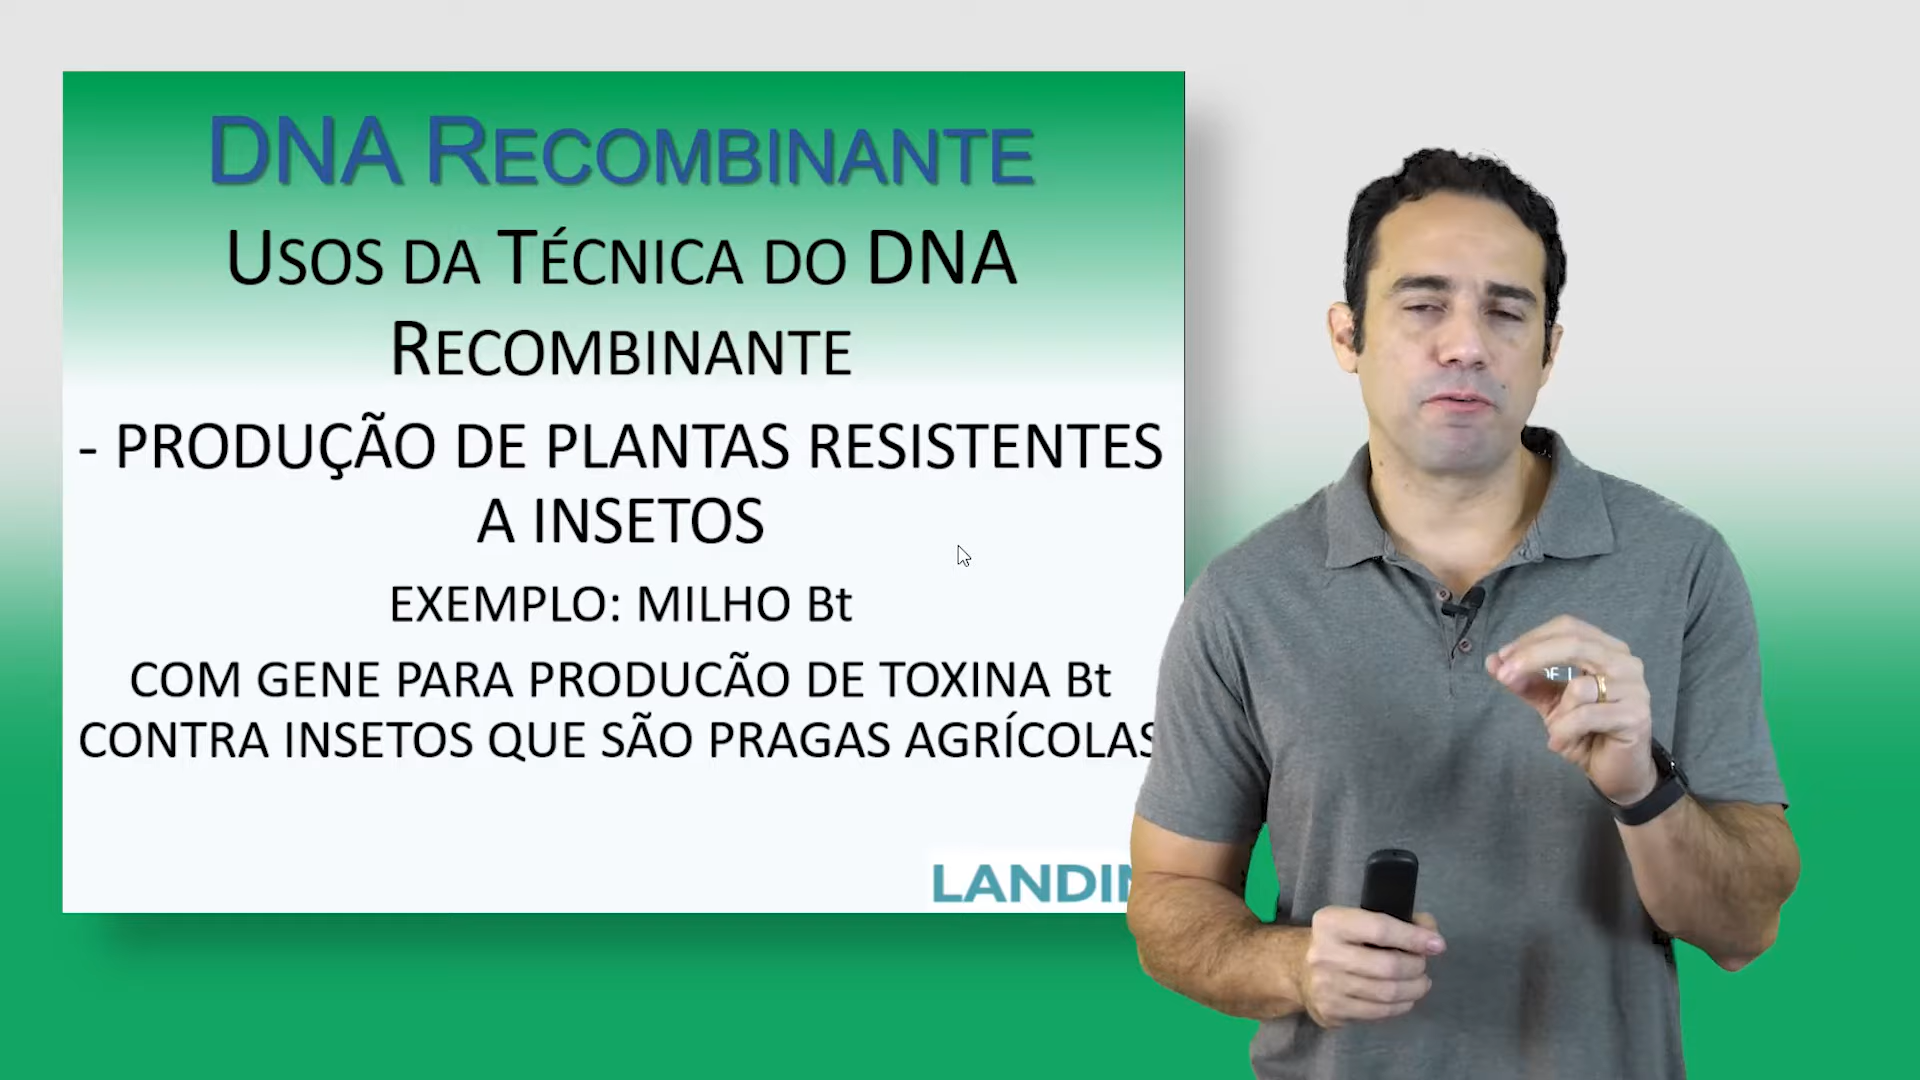 DNA RECOMBINANTE
USOS DA TÉCNICA DO DNA
RECOMBINANTE
- PRODUÇÃO DE PLANTAS RESISTENTES
A INSETOS
EXEMPLO: MILHO Bt
COM GENE PARA PRODUCÃO DE TOXINA Bt
CONTRA INSETOS QUE SÃO PRAGAS AGRÍCOLAS